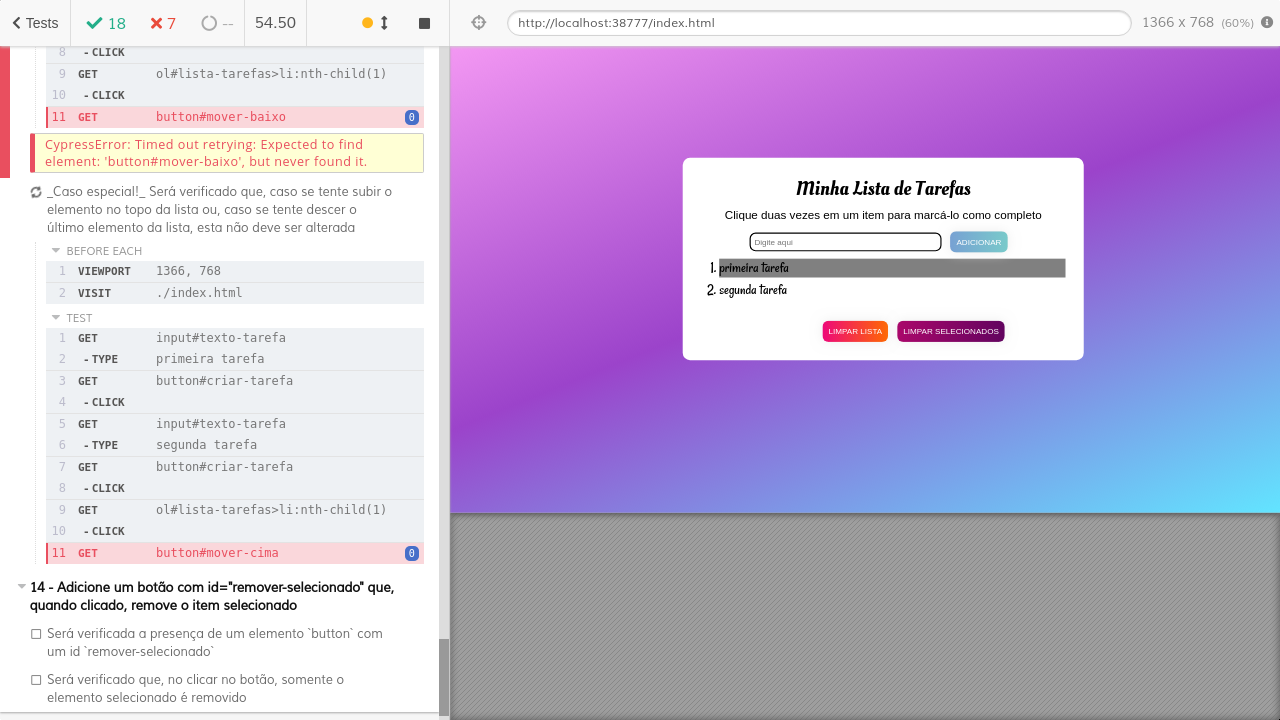 Tests
18
7
--
54.50
8 -CLICK
9 GET ol#lista-tarefas>li:nth-child(1)
10 -CLICK
11 GET button#mover-baixo 0
CypressError: Timed out retrying: Expected to find
element: 'button#mover-baixo', but never found it.
_Caso especial!_ Será verificado que, caso se tente subir o
elemento no topo da lista ou, caso se tente descer o
último elemento da lista, esta não deve ser alterada
BEFORE EACH
1 VIEWPORT 1366, 768
2 VISIT ./index.html
TEST
1 GET input#texto-tarefa
2 -TYPE primeira tarefa
3 GET button#criar-tarefa
4 -CLICK
5 GET input#texto-tarefa
6 -TYPE segunda tarefa
7 GET button#criar-tarefa
8 -CLICK
9 GET ol#lista-tarefas>li:nth-child(1)
10 -CLICK
11 GET button#mover-cima 0
14 - Adicione um botão com id="remover-selecionado" que,
quando clicado, remove o item selecionado
Será verificada a presença de um elemento `button` com
um id `remover-selecionado`
Será verificado que, no clicar no botão, somente o
elemento selecionado é removido
http://localhost:38777/index.html
1366 x 768 (60%)
Minha Lista de Tarefas
Clique duas vezes em um item para marcá-lo como completo
Digite aqui
ADICIONAR
1. primeira tarefa
2. segunda tarefa
LIMPAR LISTA
LIMPAR SELECIONADOS